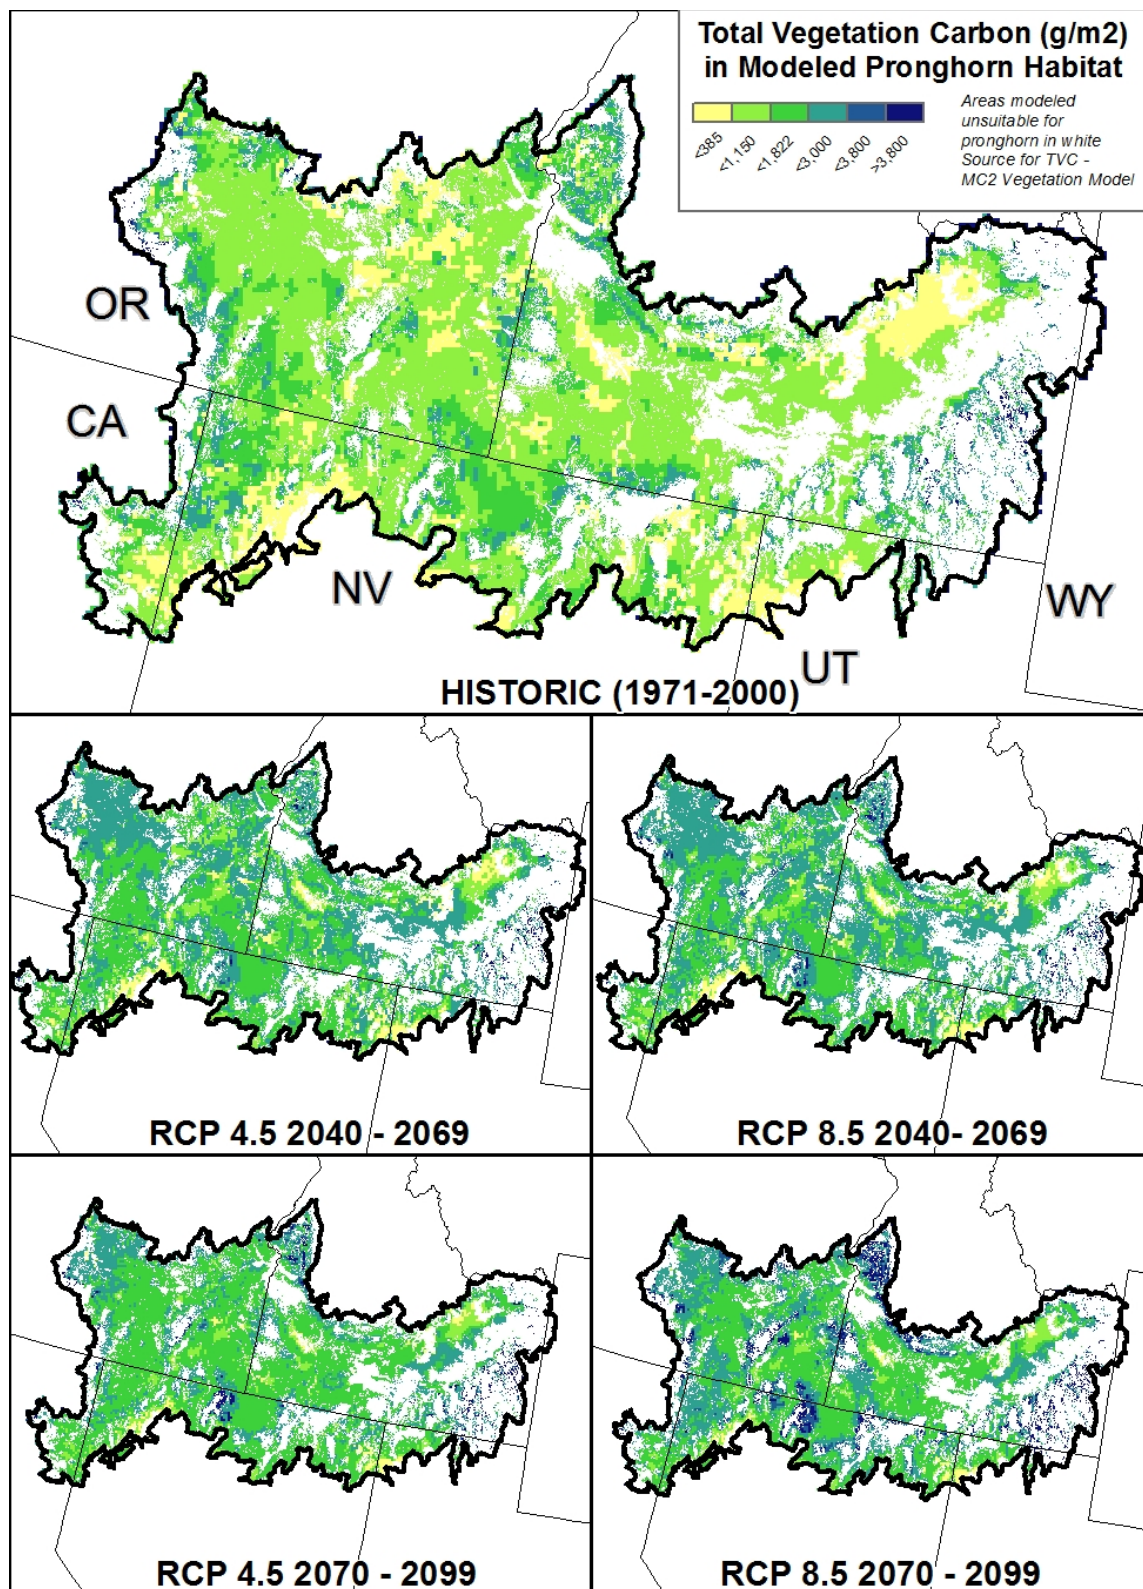 Total Vegetation Carbon (g/m2)
in Modeled Pronghorn Habitat
<385
<1,150
<1,822
<3,000
<3,800
>3,800
Areas modeled
unsuitable for
pronghorn in white
Source for TVC -
MC2 Vegetation Model
OR
CA
NV
UT
WY
HISTORIC (1971-2000)
RCP 4.5 2040 - 2069
RCP 8.5 2040- 2069
RCP 4.5 2070 - 2099
RCP 8.5 2070 - 2099